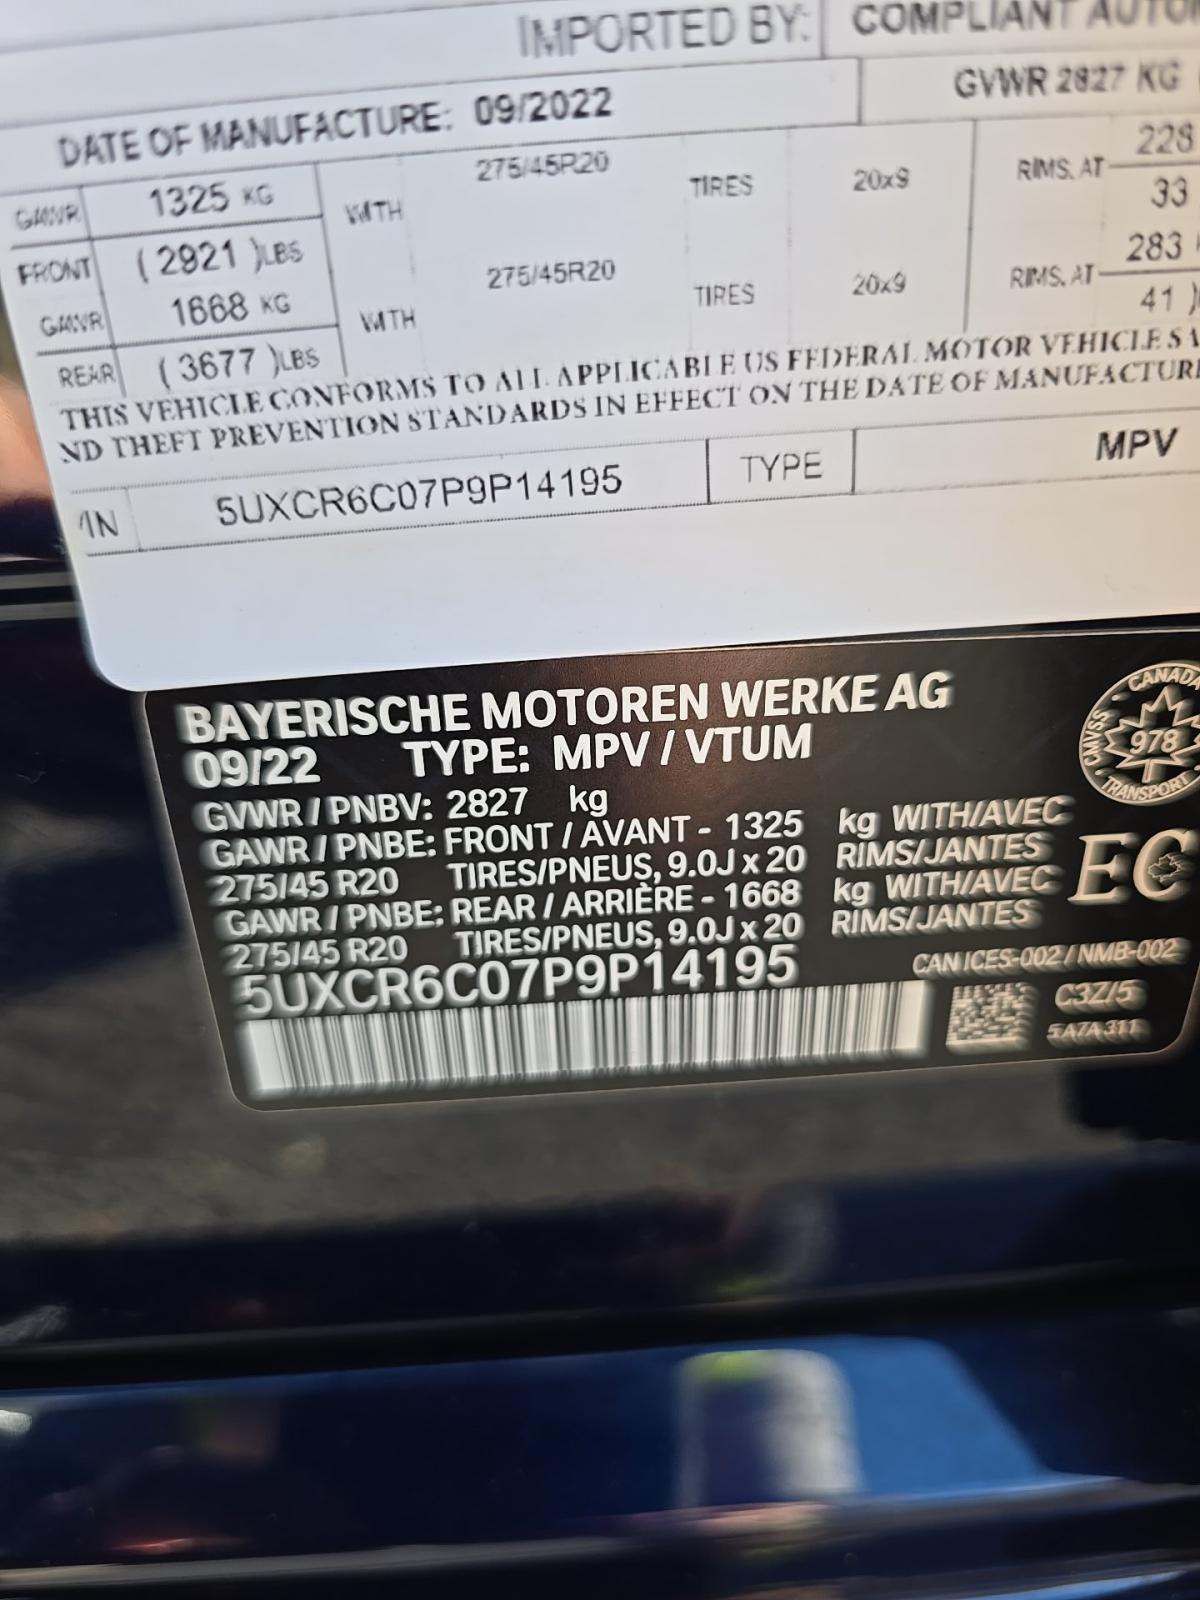 IMPORTED BY: COMPLIANT
DATE OF MANUFACTURE: 09/2022 GVWR 2827 KG
GAWR 1325 KG WITH 275/45R20 TIRES 20x9 RIMS, AT 228
FRONT ( 2921 )LBS 33
GAWR 1668 KG WITH 275/45R20 TIRES 20x9 RIMS, AT 283
REAR ( 3677 )LBS 41 )
THIS VEHICLE CONFORMS TO ALL APPLICABLE US FEDERAL MOTOR VEHICLE SA
ND THEFT PREVENTION STANDARDS IN EFFECT ON THE DATE OF MANUFACTURE
VIN 5UXCR6C07P9P14195 TYPE MPV
BAYERISCHE MOTOREN WERKE AG
09/22 TYPE: MPV / VTUM
GVWR / PNBV: 2827 kg
GAWR / PNBE: FRONT / AVANT - 1325 kg WITH/AVEC
275/45 R20 TIRES/PNEUS, 9.0J x 20 RIMS/JANTES
GAWR / PNBE: REAR / ARRIÈRE - 1668 kg WITH/AVEC
275/45 R20 TIRES/PNEUS, 9.0J x 20 RIMS/JANTES
5UXCR6C07P9P14195
CANADA
CMVSS
978
TRANSPORT
EC
CAN ICES-002 / NMB-002
C3Z/5
5A7A311